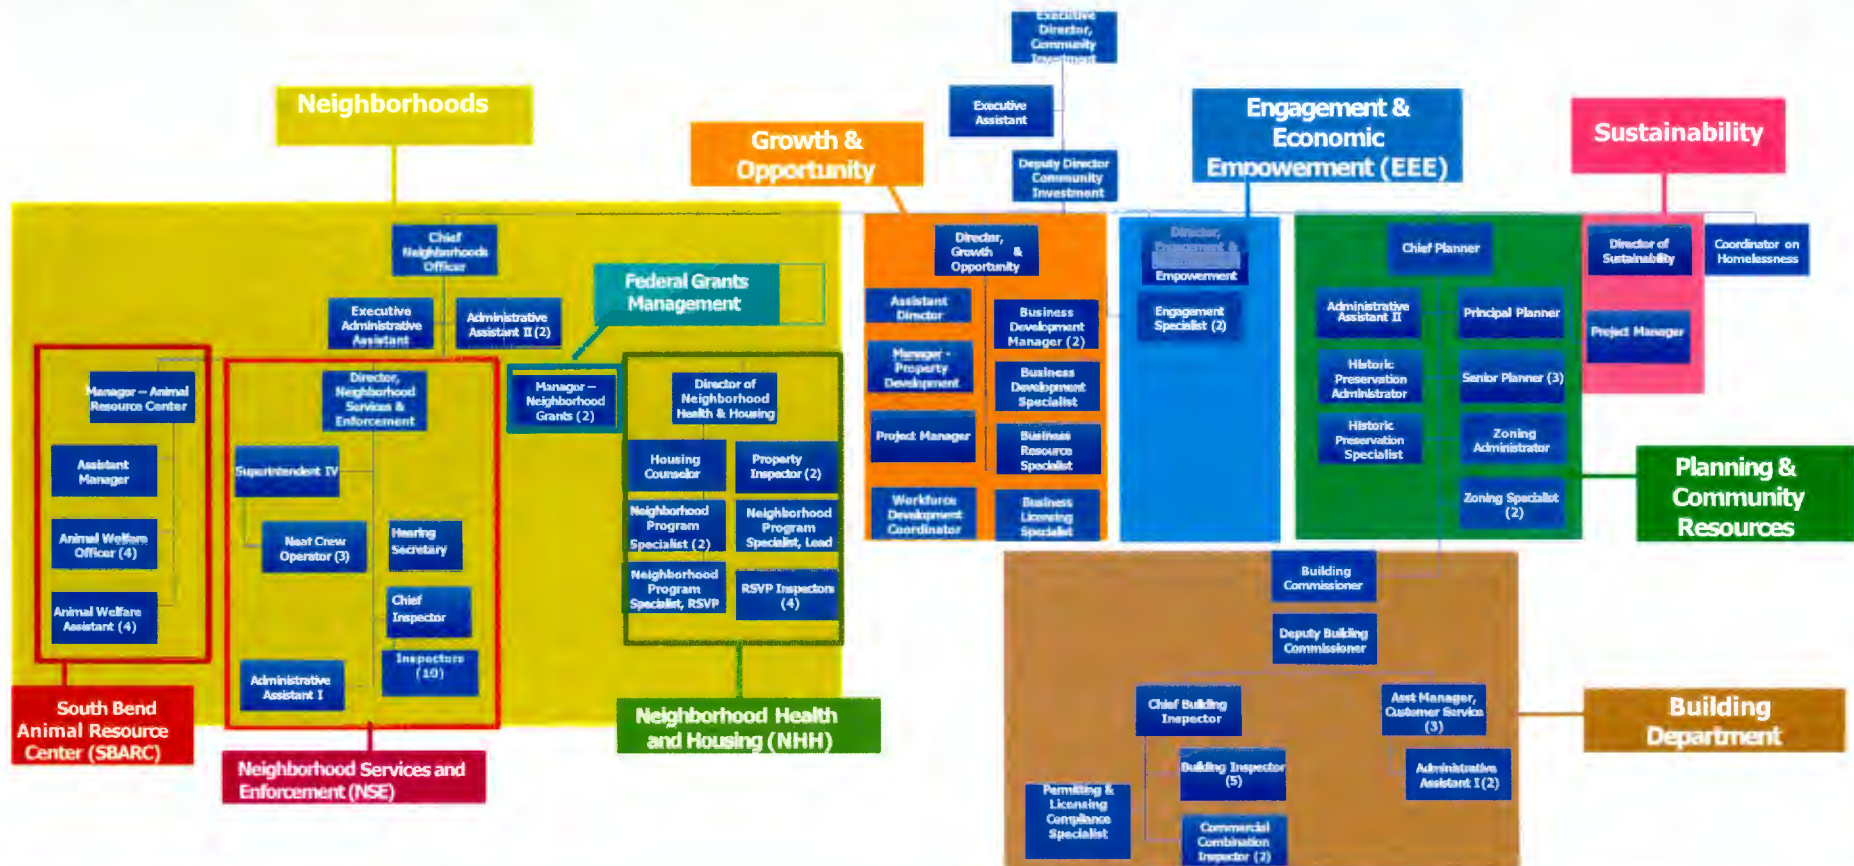 Executive
Director,
Community
Investment
Executive
Assistant
Deputy Director
Community
Investment
Neighborhoods
Growth &
Opportunity
Engagement &
Economic
Empowerment (EEE)
Sustainability
Chief
Neighborhoods
Officer
Executive
Administrative
Assistant
Administrative
Assistant II (2)
Federal Grants
Management
Manager – Animal
Resource Center
Assistant
Manager
Animal Welfare
Officer (4)
Animal Welfare
Assistant (4)
South Bend
Animal Resource
Center (SBARC)
Director,
Neighborhood
Services &
Enforcement
Superintendent IV
Neat Crew
Operator (3)
Hearing
Secretary
Chief
Inspector
Inspectors
(10)
Administrative
Assistant I
Neighborhood Services and
Enforcement (NSE)
Manager –
Neighborhood
Grants (2)
Director of
Neighborhood
Health & Housing
Housing
Counselor
Property
Inspector (2)
Neighborhood
Program
Specialist (2)
Neighborhood
Program
Specialist, Lead
Neighborhood
Program
Specialist, RSVP
RSVP Inspectors
(4)
Neighborhood Health
and Housing (NHH)
Director,
Growth &
Opportunity
Assistant
Director
Business
Development
Manager (2)
Manager -
Property
Development
Business
Development
Specialist
Project Manager
Business
Resource
Specialist
Workforce
Development
Coordinator
Business
Licensing
Specialist
Director,
Engagement &
Empowerment
Engagement
Specialist (2)
Chief Planner
Administrative
Assistant II
Principal Planner
Historic
Preservation
Administrator
Senior Planner (3)
Historic
Preservation
Specialist
Zoning
Administrator
Zoning Specialist
(2)
Planning &
Community
Resources
Director of
Sustainability
Project Manager
Coordinator on
Homelessness
Building
Commissioner
Deputy Building
Commissioner
Chief Building
Inspector
Asst Manager,
Customer Service
(3)
Building Inspector
(5)
Administrative
Assistant I (2)
Permitting &
Licensing
Compliance
Specialist
Commercial
Combination
Inspector (2)
Building
Department